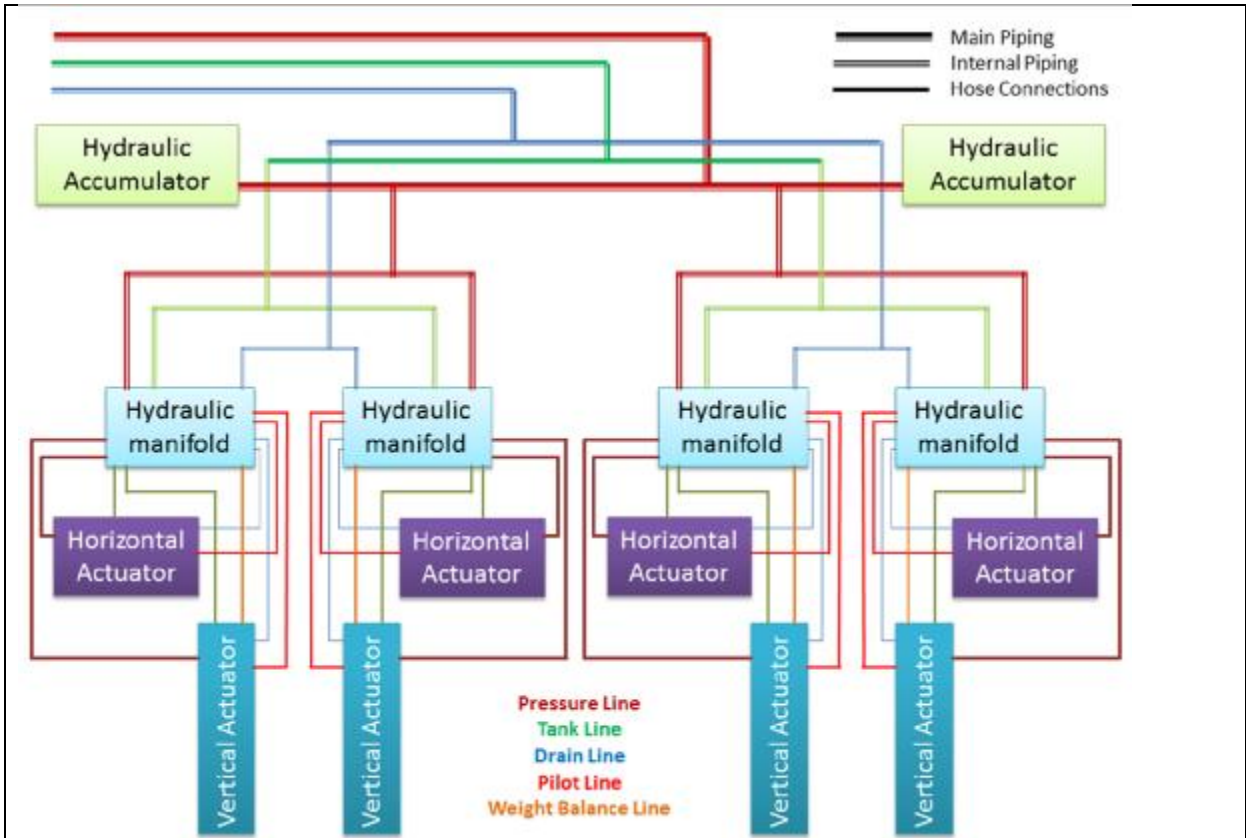 Main Piping
Internal Piping
Hose Connections
Hydraulic
Accumulator
Hydraulic
Accumulator
Hydraulic
manifold
Hydraulic
manifold
Hydraulic
manifold
Hydraulic
manifold
Horizontal
Actuator
Horizontal
Actuator
Horizontal
Actuator
Horizontal
Actuator
Vertical Actuator
Vertical Actuator
Vertical Actuator
Vertical Actuator
Pressure Line
Tank Line
Drain Line
Pilot Line
Weight Balance Line